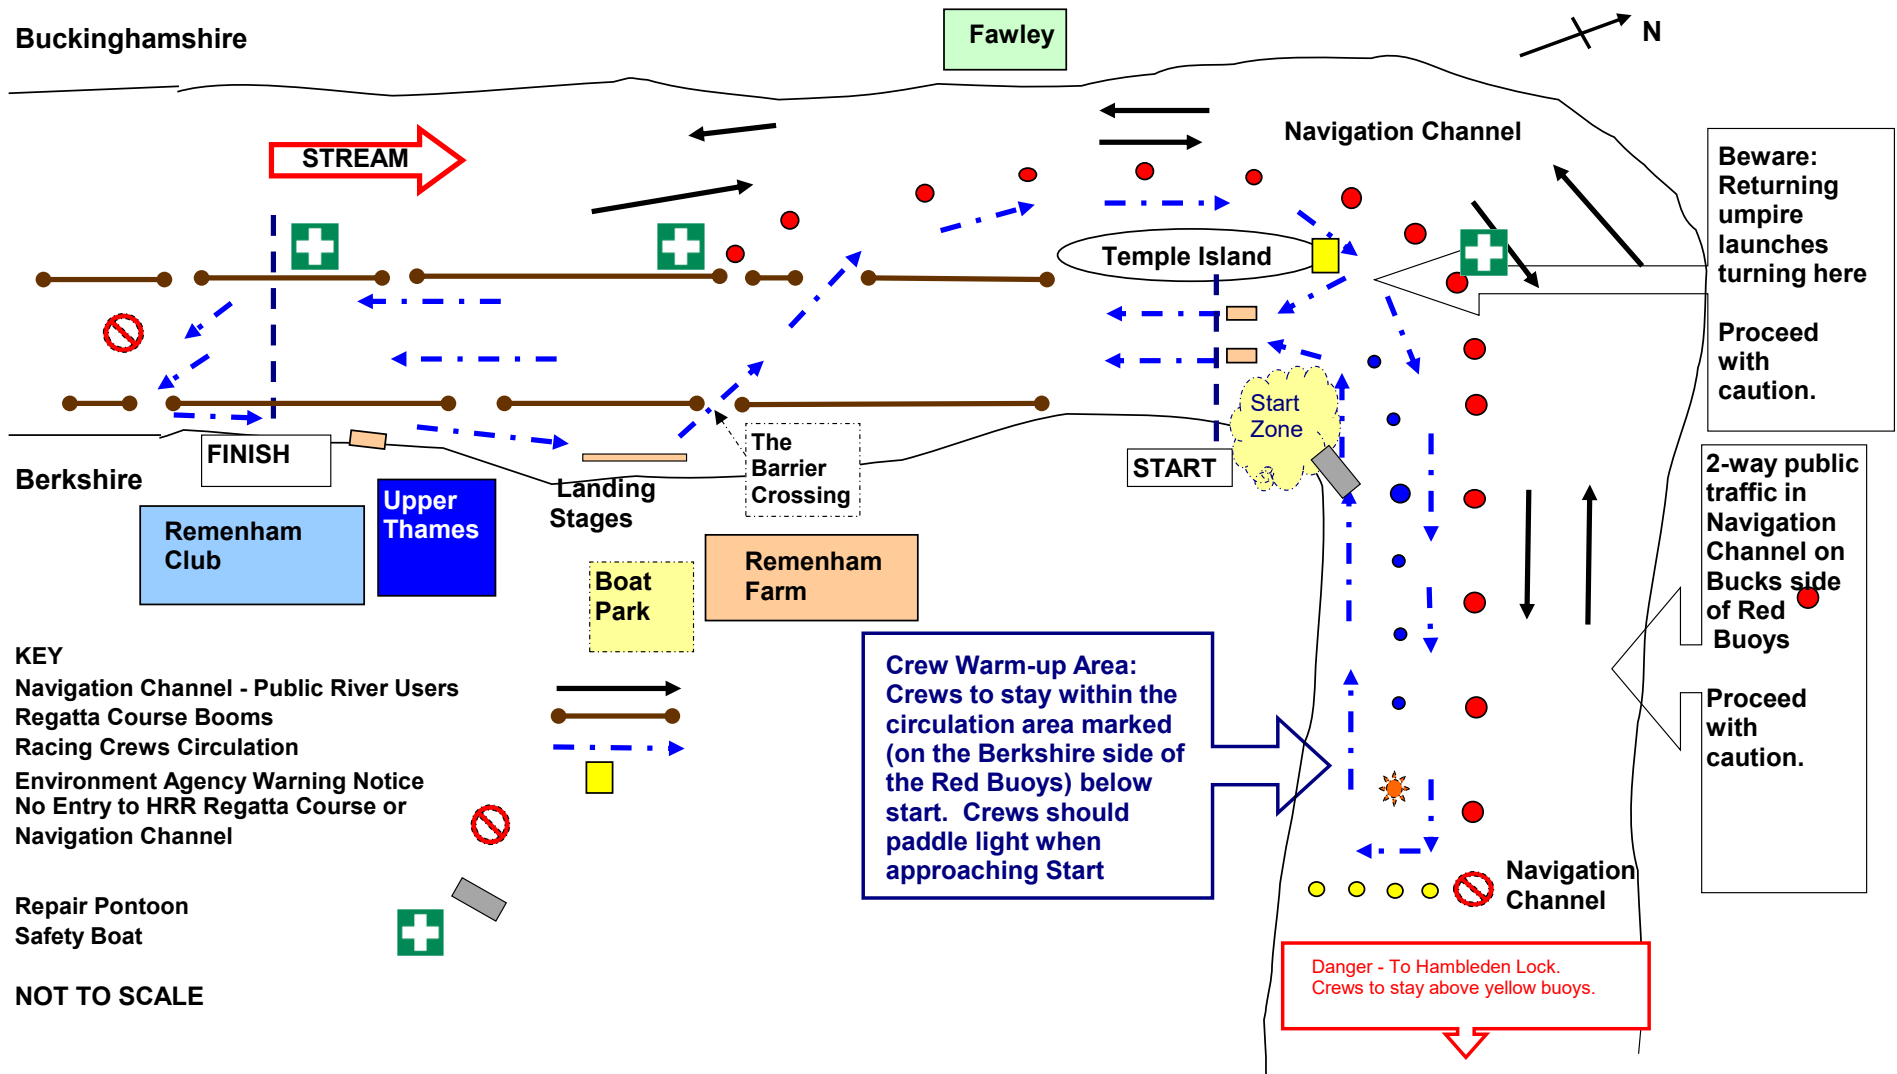 Buckinghamshire
Fawley
N
STREAM
Navigation Channel
Beware:
Returning
umpire
launches
turning here
Proceed
with
caution.
Temple Island
Start
Zone
FINISH
The
Barrier
Crossing
START
Berkshire
Landing
Stages
Upper
Thames
Remenham
Club
Boat
Park
Remenham
Farm
2-way public
traffic in
Navigation
Channel on
Bucks side
of Red
Buoys
Proceed
with
caution.
KEY
Navigation Channel - Public River Users
Regatta Course Booms
Racing Crews Circulation
Environment Agency Warning Notice
No Entry to HRR Regatta Course or
Navigation Channel
Repair Pontoon
Safety Boat
NOT TO SCALE
Crew Warm-up Area:
Crews to stay within the
circulation area marked
(on the Berkshire side of
the Red Buoys) below
start. Crews should
paddle light when
approaching Start
Navigation
Channel
Danger - To Hambleden Lock.
Crews to stay above yellow buoys.